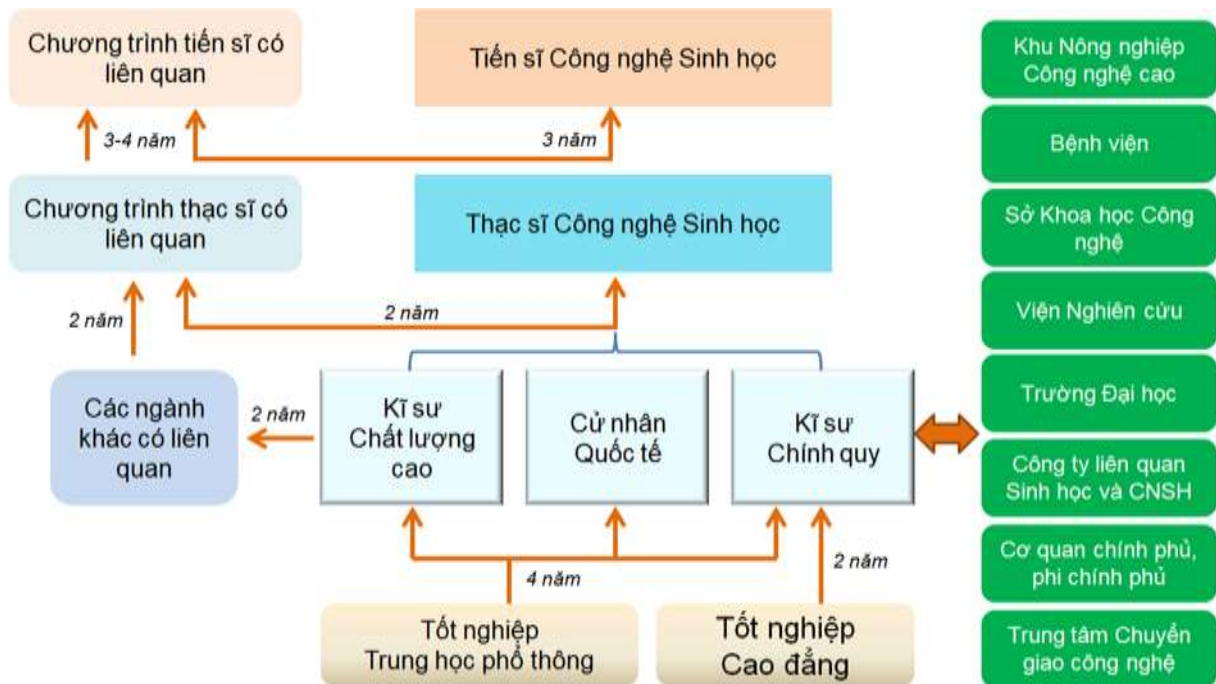 Chương trình tiến sĩ có
liên quan
Tiến sĩ Công nghệ Sinh học
3-4 năm
3 năm
Chương trình thạc sĩ có
liên quan
Thạc sĩ Công nghệ Sinh học
2 năm
2 năm
Các ngành
khác có liên
quan
2 năm
Kĩ sư
Chất lượng
cao
Cử nhân
Quốc tế
Kĩ sư
Chính quy
4 năm
2 năm
Tốt nghiệp
Trung học phổ thông
Tốt nghiệp
Cao đẳng
Khu Nông nghiệp
Công nghệ cao
Bệnh viện
Sở Khoa học Công
nghệ
Viện Nghiên cứu
Trường Đại học
Công ty liên quan
Sinh học và CNSH
Cơ quan chính phủ,
phi chính phủ
Trung tâm Chuyển
giao công nghệ